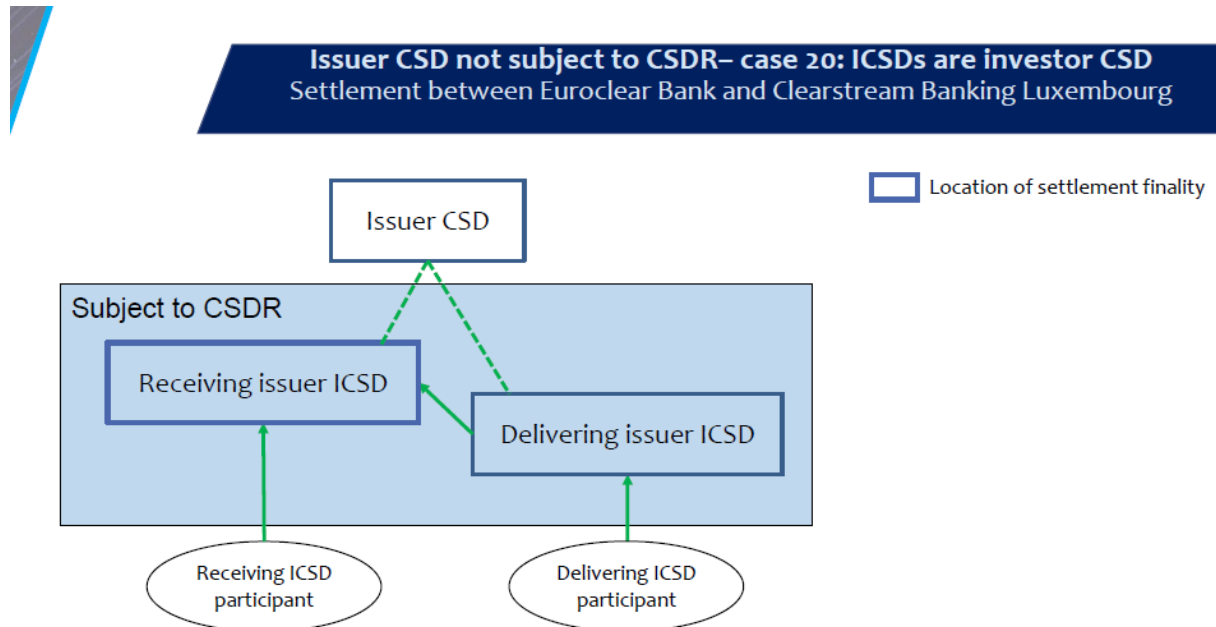 Issuer CSD not subject to CSDR– case 20: ICSDs are investor CSD
Settlement between Euroclear Bank and Clearstream Banking Luxembourg
Location of settlement finality
Issuer CSD
Subject to CSDR
Receiving issuer ICSD
Delivering issuer ICSD
Receiving ICSD
participant
Delivering ICSD
participant